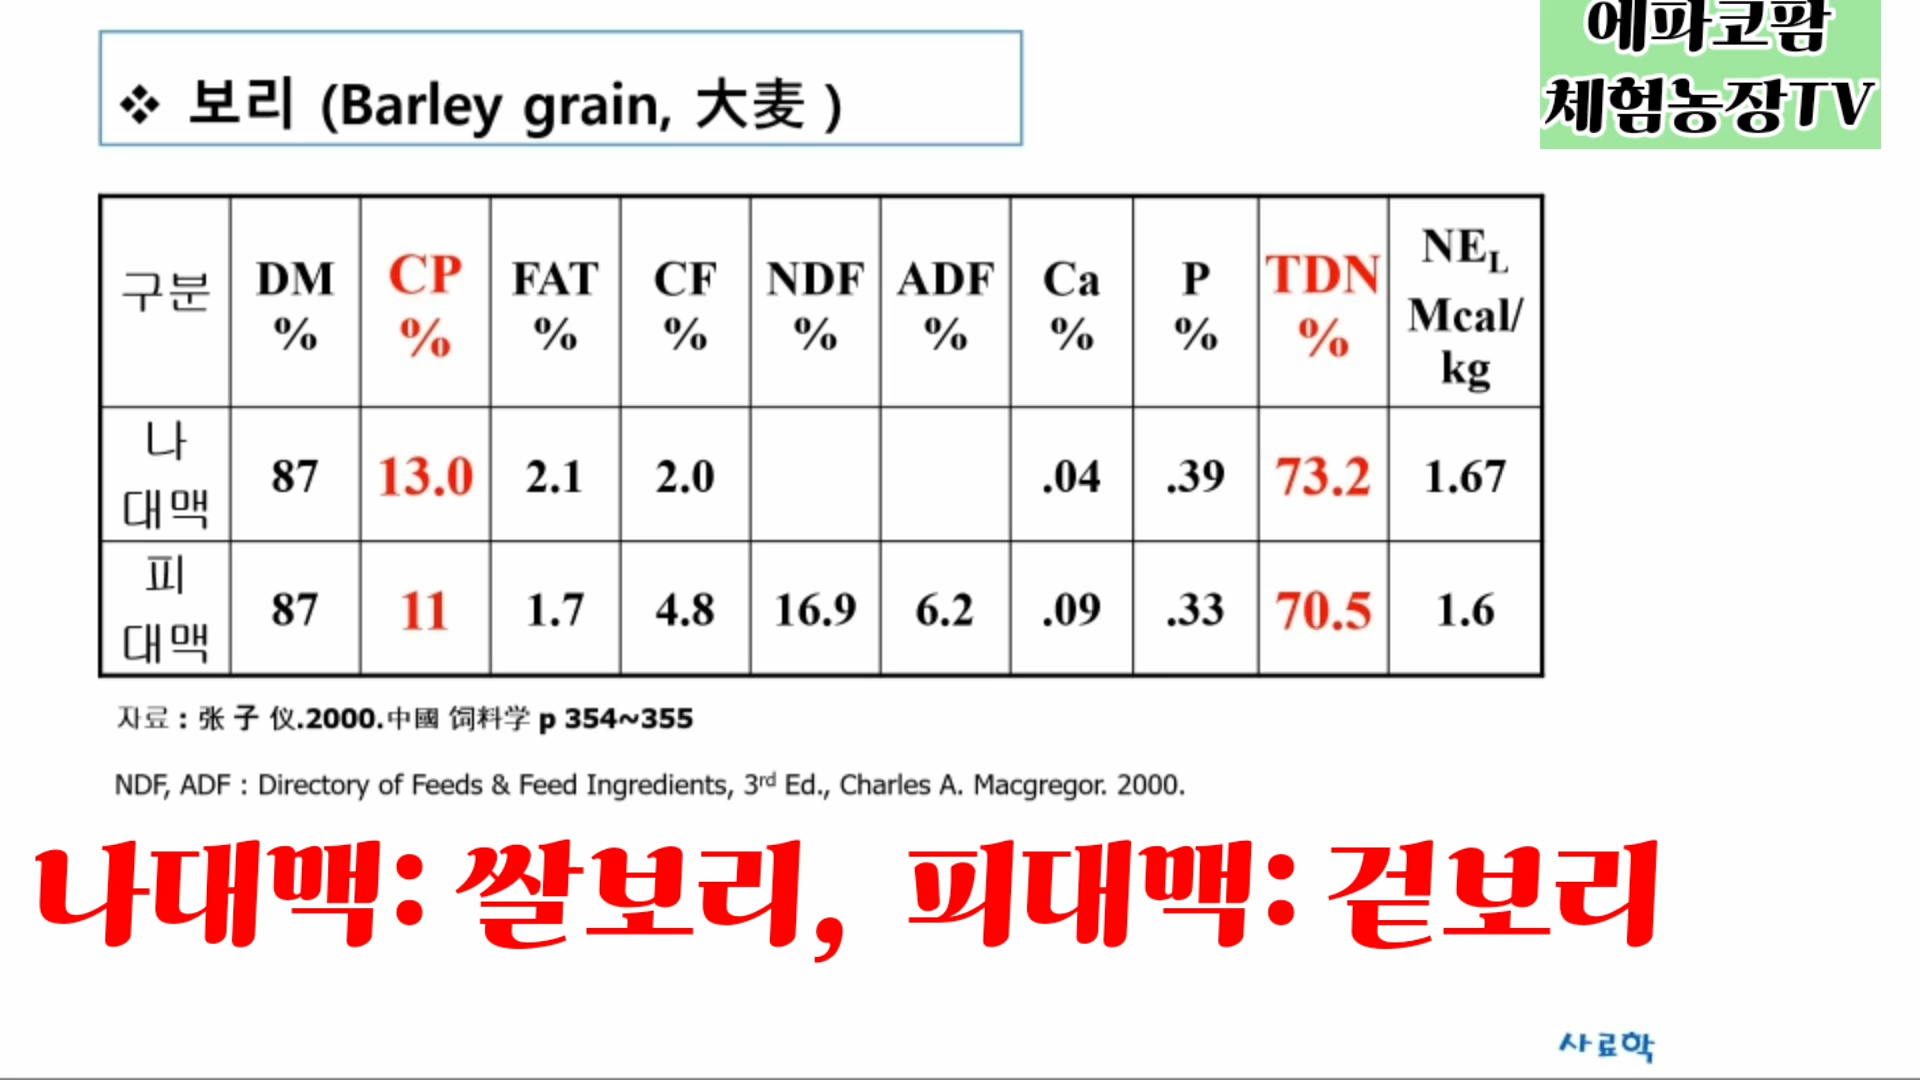 에파코팜
체험농장TV
❖ 보리 (Barley grain, 大麦 )
구분 DM % CP % FAT % CF % NDF % ADF % Ca % P % TDN % NEL Mcal/kg
나대맥 87 13.0 2.1 2.0 .04 .39 73.2 1.67
피대맥 87 11 1.7 4.8 16.9 6.2 .09 .33 70.5 1.6
자료 : 张 子 仪.2000.中國 饲料学 p 354~355
NDF, ADF : Directory of Feeds & Feed Ingredients, 3rd Ed., Charles A. Macgregor. 2000.
나대맥: 쌀보리, 피대맥: 겉보리
사료학